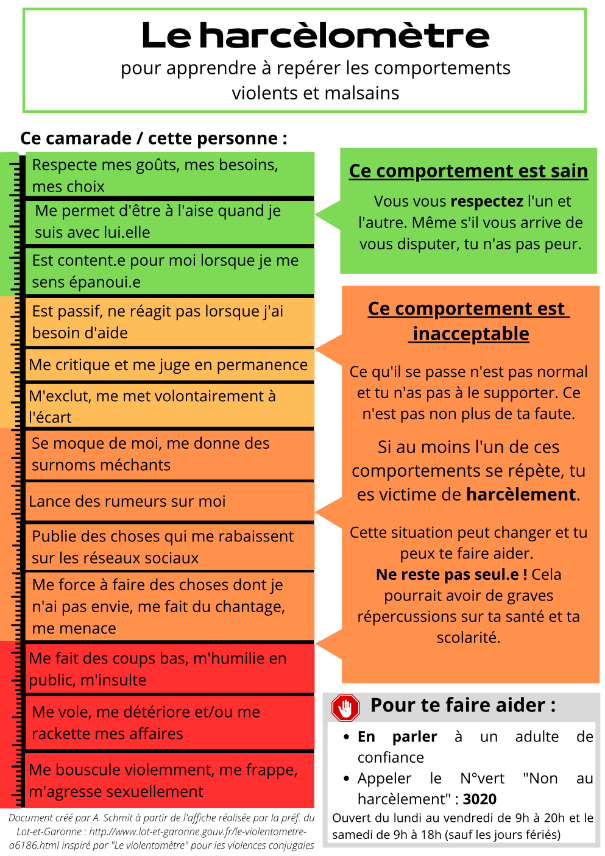 Le harcèlomètre
pour apprendre à repérer les comportements
violents et malsains
Ce camarade / cette personne :
Respecte mes goûts, mes besoins,
mes choix
Me permet d'être à l'aise quand je
suis avec lui.elle
Est content.e pour moi lorsque je me
sens épanoui.e
Est passif, ne réagit pas lorsque j'ai
besoin d'aide
Me critique et me juge en permanence
M'exclut, me met volontairement à
l'écart
Se moque de moi, me donne des
surnoms méchants
Lance des rumeurs sur moi
Publie des choses qui me rabaissent
sur les réseaux sociaux
Me force à faire des choses dont je
n'ai pas envie, me fait du chantage,
me menace
Me fait des coups bas, m'humilie en
public, m'insulte
Me vole, me détériore et/ou me
rackette mes affaires
Me bouscule violemment, me frappe,
m'agresse sexuellement
Document créé par A. Schmit à partir de l'affiche réalisée par la préf. du
Lot-et-Garonne : http://www.lot-et-garonne.gouv.fr/le-violentometre-
a6186.html inspiré par "Le violentomètre" pour les violences conjugales
Ce comportement est sain
Vous vous respectez l'un et
l'autre. Même s'il vous arrive de
vous disputer, tu n'as pas peur.
Ce comportement est
inacceptable
Ce qu'il se passe n'est pas normal
et tu n'as pas à le supporter. Ce
n'est pas non plus de ta faute.
Si au moins l'un de ces
comportements se répète, tu
es victime de harcèlement.
Cette situation peut changer et tu
peux te faire aider.
Ne reste pas seul.e ! Cela
pourrait avoir de graves
répercussions sur ta santé et ta
scolarité.
Pour te faire aider :
• En parler à un adulte de
confiance
• Appeler le N°vert "Non au
harcèlement" : 3020
Ouvert du lundi au vendredi de 9h à 20h et le
samedi de 9h à 18h (sauf les jours fériés)